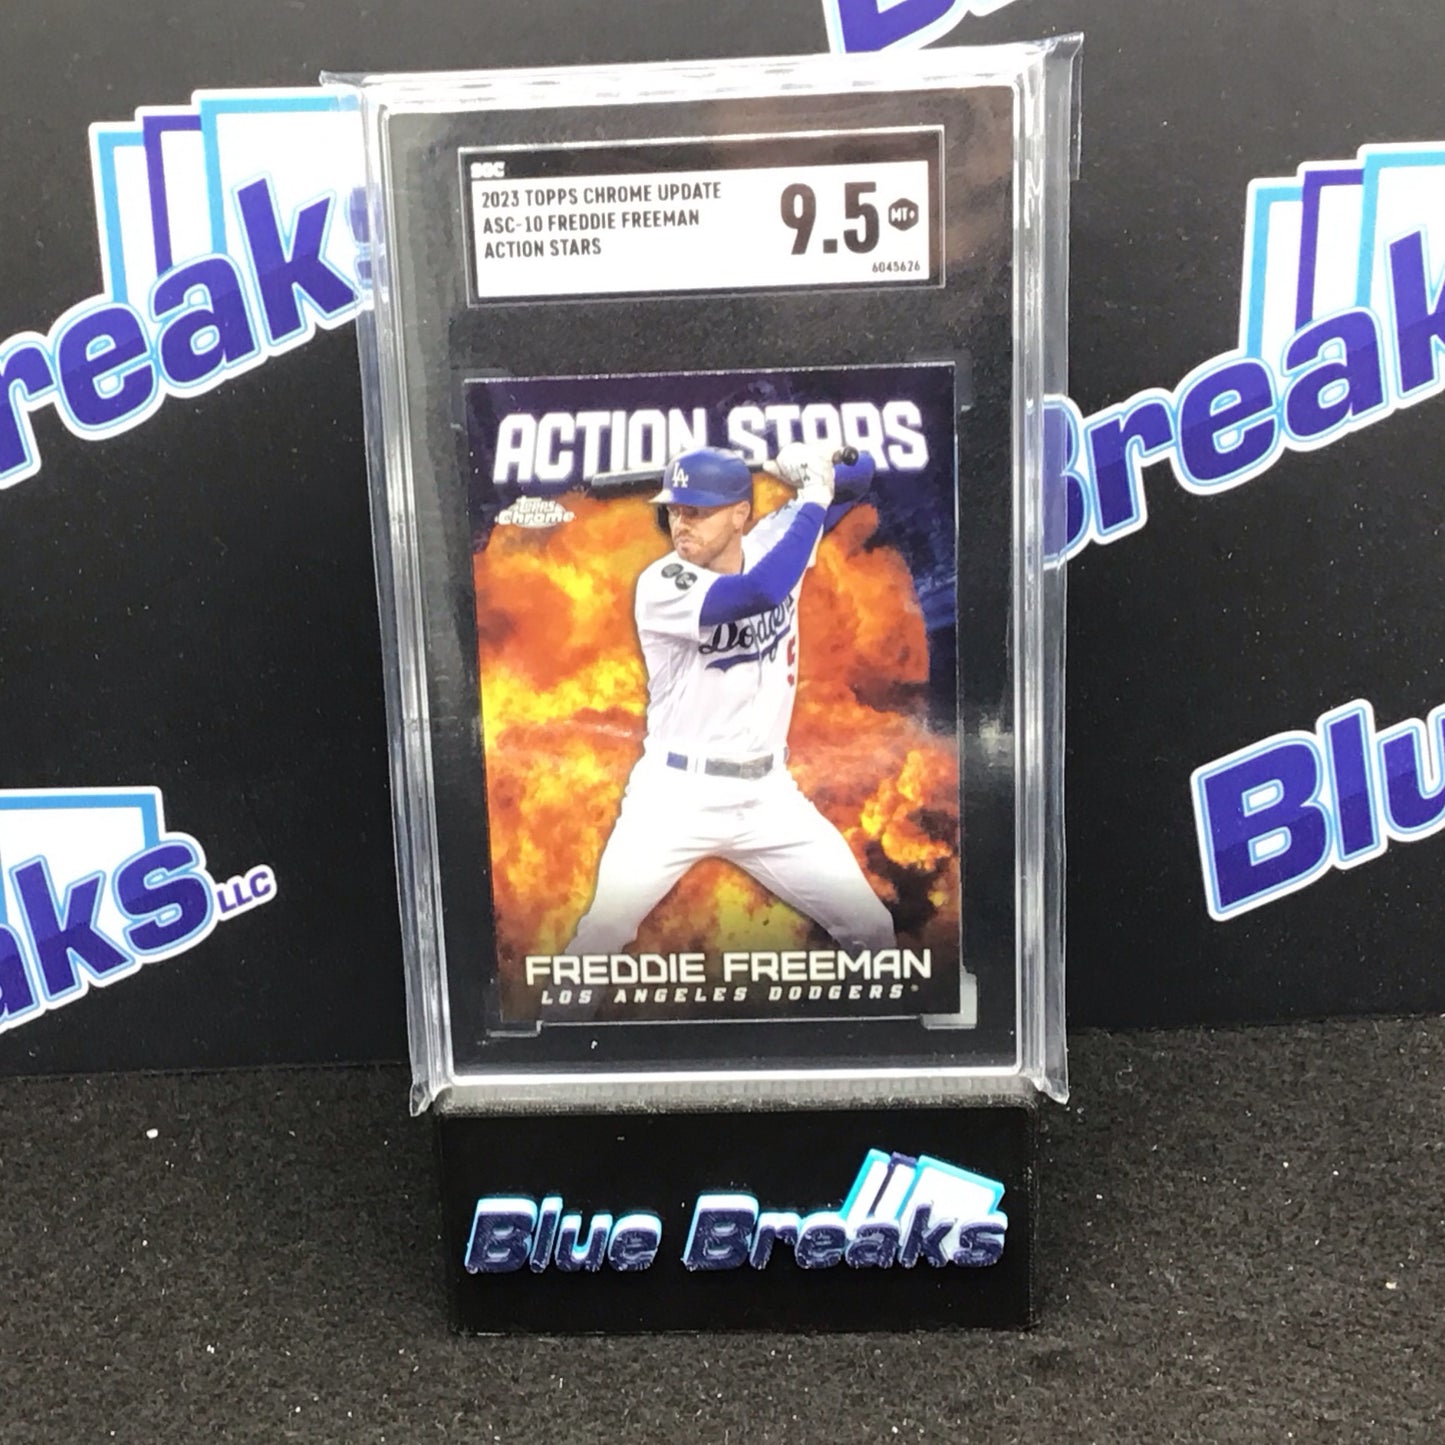 Breaks
Breaks
SGC
2023 TOPPS CHROME UPDATE
ASC-10 FREDDIE FREEMAN
ACTION STARS
9.5 MT+
6045626
ACTION STARS
TOPPS
Chrome
LA
Dodgers
5
FREDDIE FREEMAN
LOS ANGELES DODGERS
Blu
aks LLC
Blue Breaks